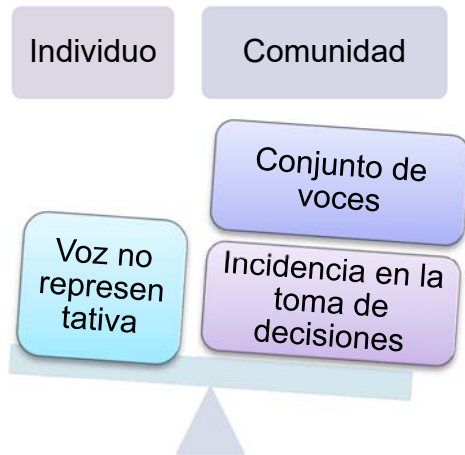 Individuo
Comunidad
Conjunto de
voces
Voz no
represen
tativa
Incidencia en la
toma de
decisiones